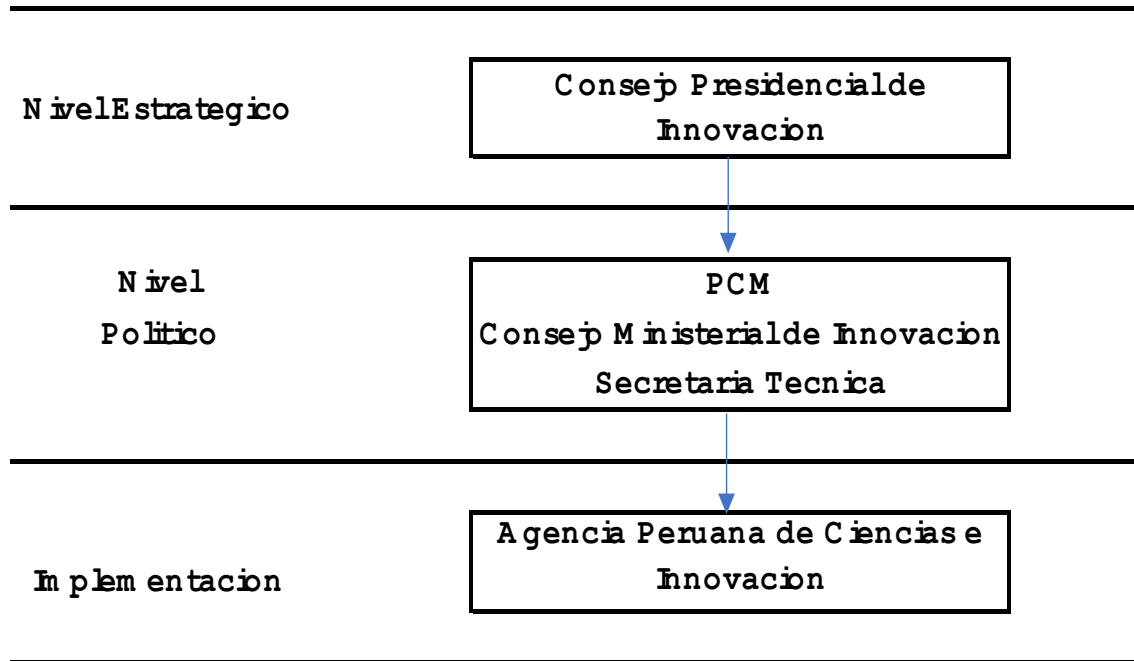 Nivel Estrategico
Consejo Presidencial de
Innovacion
Nivel
Politico
PCM
Consejo Ministerial de Innovacion
Secretaria Tecnica
Implementacion
Agencia Peruana de Ciencias e
Innovacion